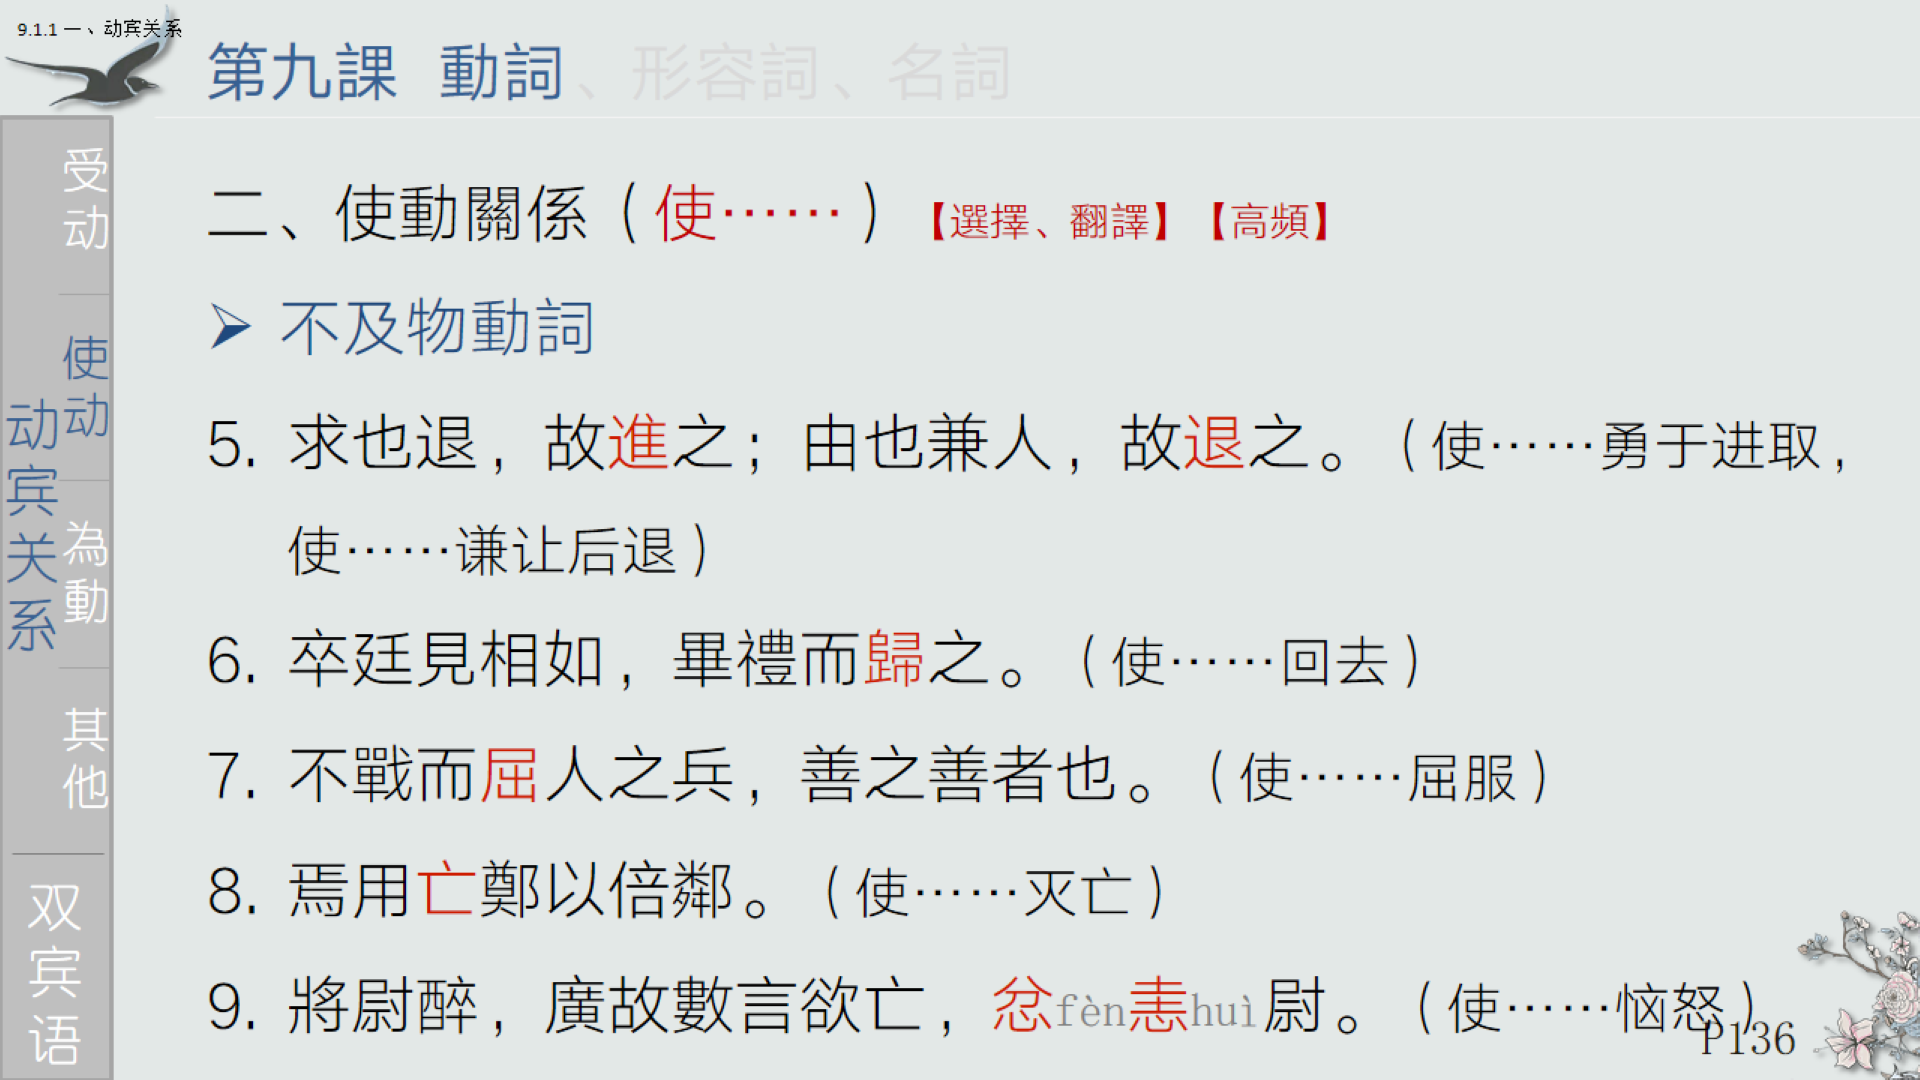 9.1.1 一、动宾关系
第九課 動詞、形容詞、名詞
受动
使动
為動
其他
动宾关系
双宾语
二、使動關係（使……）【選擇、翻譯】【高頻】
➢ 不及物動詞
5. 求也退，故進之；由也兼人，故退之。（使……勇于进取，
使……谦让后退）
6. 卒廷見相如，畢禮而歸之。（使……回去）
7. 不戰而屈人之兵，善之善者也。（使……屈服）
8. 焉用亡鄭以倍鄰。（使……灭亡）
9. 將尉醉，廣故數言欲亡，忿fèn恚huì尉。（使……恼怒）
P136